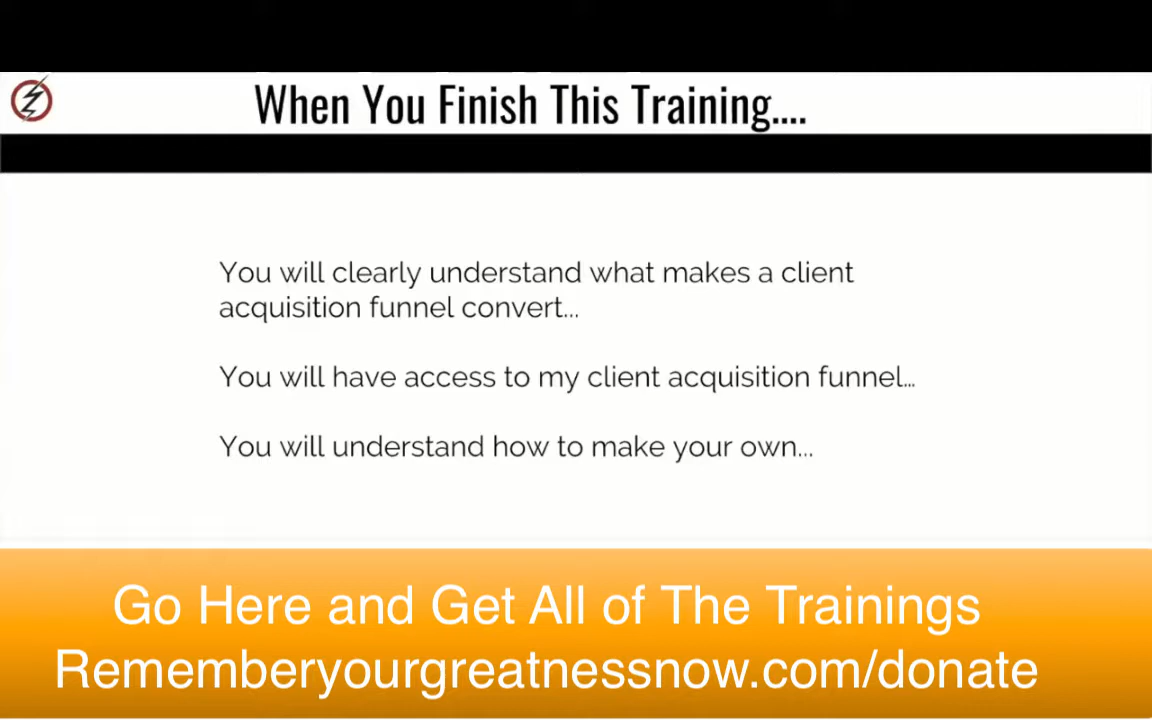 When You Finish This Training....
You will clearly understand what makes a client
acquisition funnel convert...
You will have access to my client acquisition funnel...
You will understand how to make your own...
Go Here and Get All of The Trainings
Rememberyourgreatnessnow.com/donate